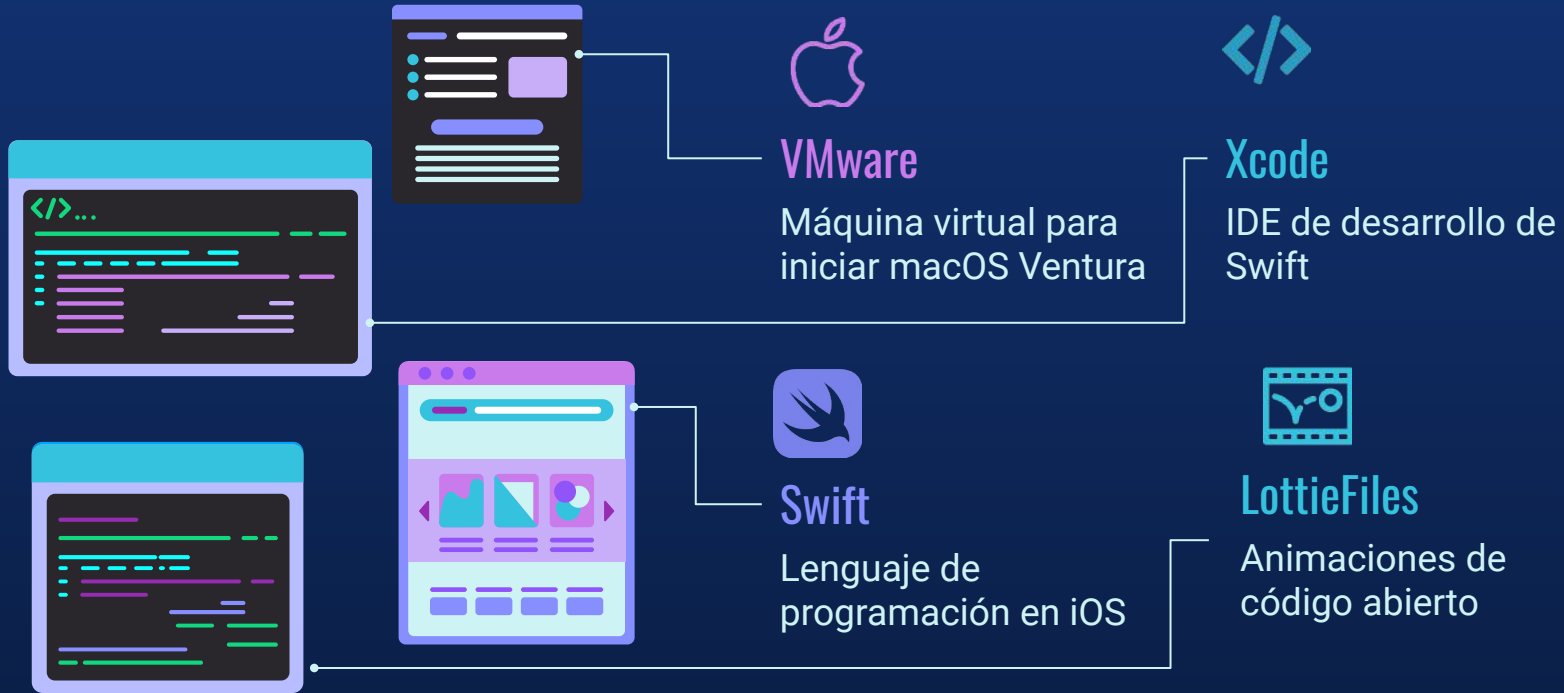 VMware
Máquina virtual para
iniciar macOS Ventura
Xcode
IDE de desarrollo de
Swift
</>...
Swift
Lenguaje de
programación en iOS
LottieFiles
Animaciones de
código abierto